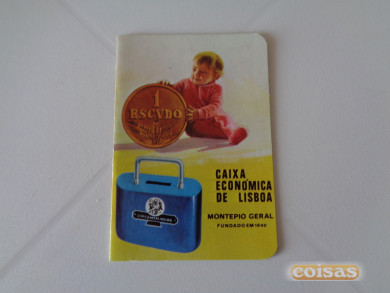 1
ESCVDO
CAIXA
ECONÓMICA
DE LISBOA
MONTEPIO GERAL
FUNDADO EM 1840
coisas